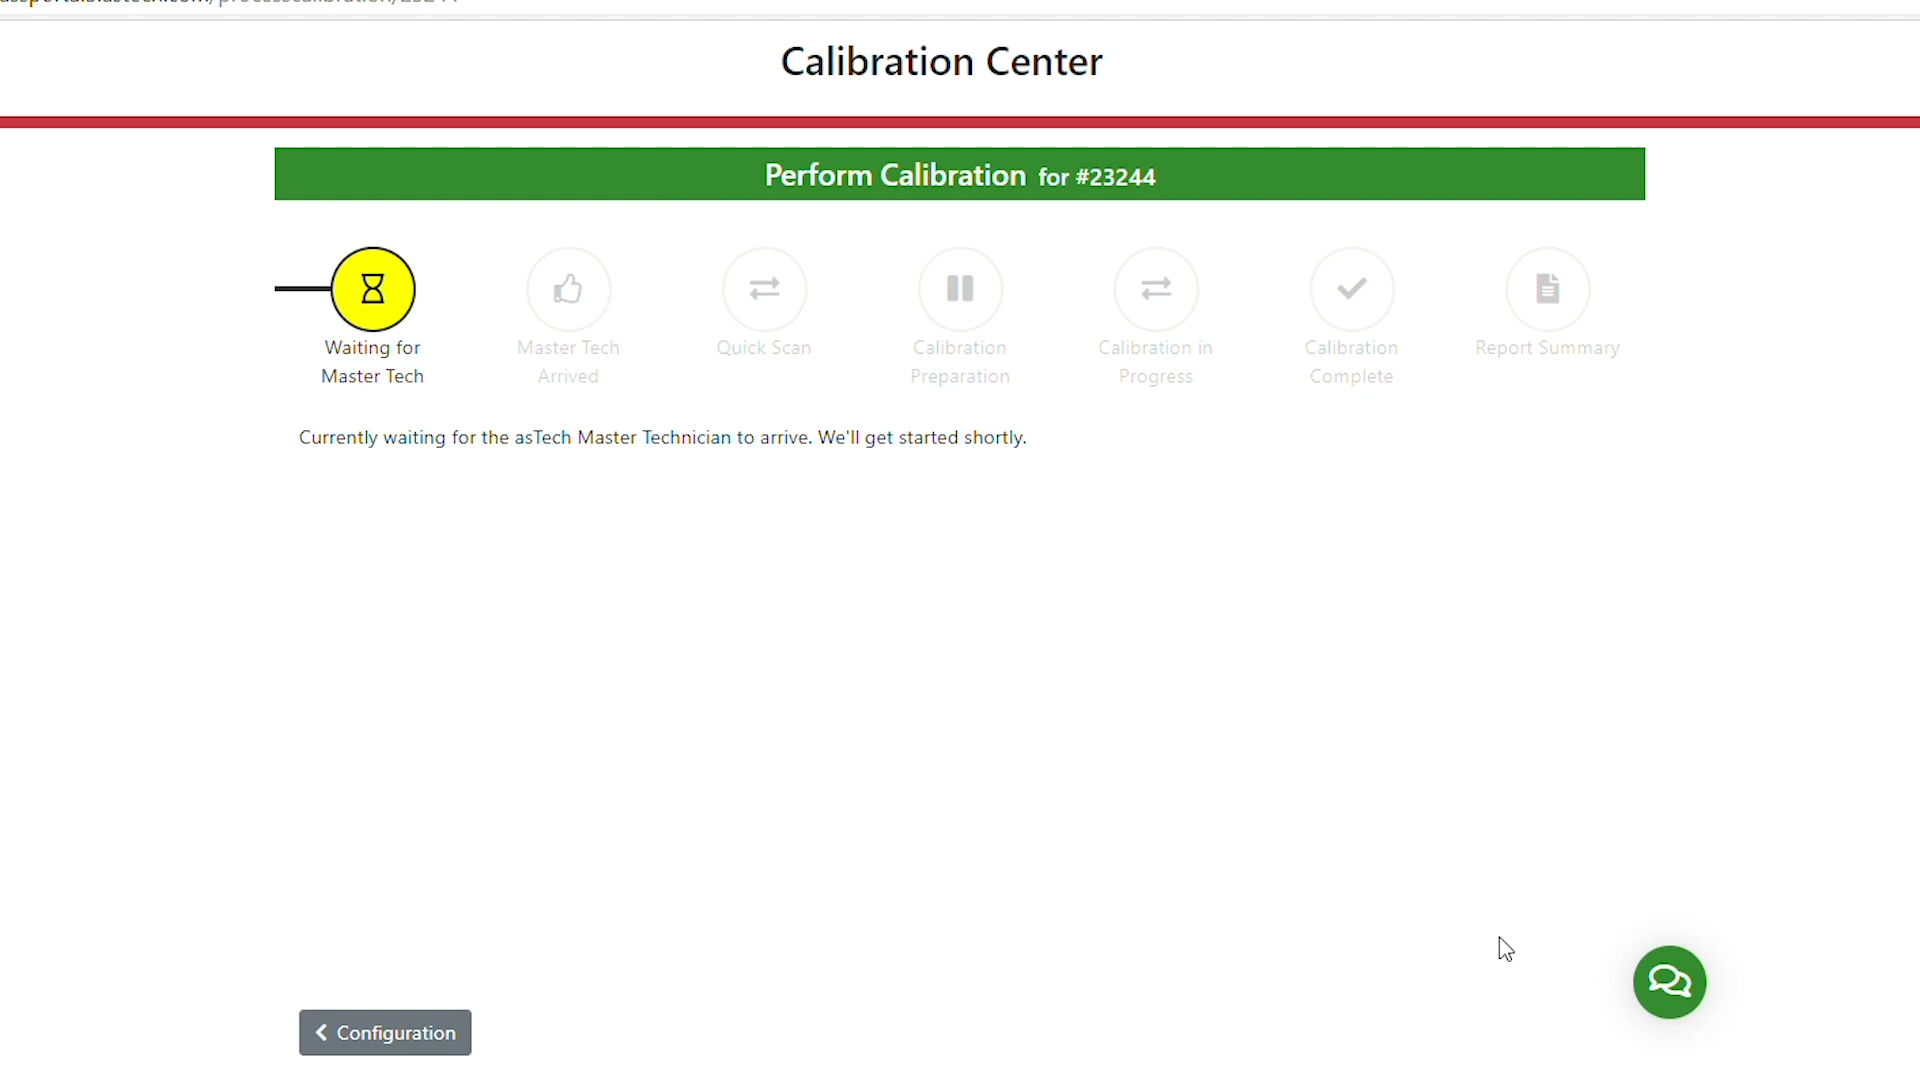 Calibration Center
Perform Calibration for #23244
Waiting for
Master Tech
Master Tech
Arrived
Quick Scan
Calibration
Preparation
Calibration in
Progress
Calibration
Complete
Report Summary
Currently waiting for the asTech Master Technician to arrive. We'll get started shortly.
Configuration